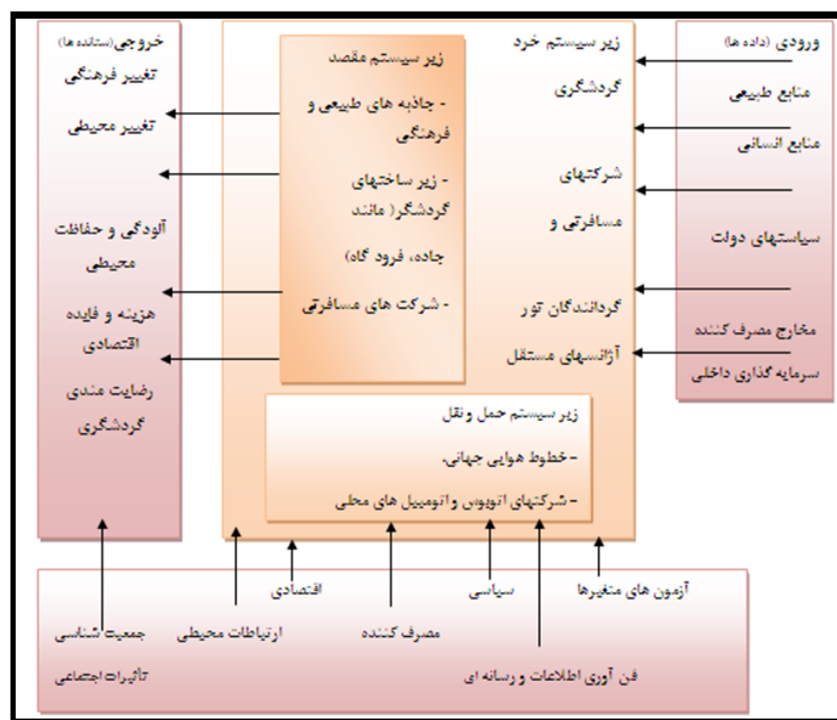 ورودی (داده ها)
منابع طبیعی
منابع انسانی
سیاستهای دولت
مخارج مصرف کننده
سرمایه گذاری داخلی
زیر سیستم خرد
گردشگری
شرکتهای
مسافرتی و
گردانندگان تور
آژانسهای مستقل
زیر سیستم مقصد
- جاذبه های طبیعی و
فرهنگی
- زیر ساختهای
گردشگر( مانند
جاده، فرود گاه)
- شرکت های مسافرتی
زیر سیستم حمل و نقل
- خطوط هوایی جهانی.
- شرکتهای اتوبوس و اتومبیل های محلی
خروجی(ستانده ها)
تغییر فرهنگی
تغییر محیطی
آلودگی و حفاظت
محیطی
هزینه و فایده
اقتصادی
رضایت مندی
گردشگری
آزمون های متغیرها
سیاسی
اقتصادی
مصرف کننده
ارتباطات محیطی
جمعیت شناسی
فن آوری اطلاعات و رسانه ای
تأثیرات اجتماعی